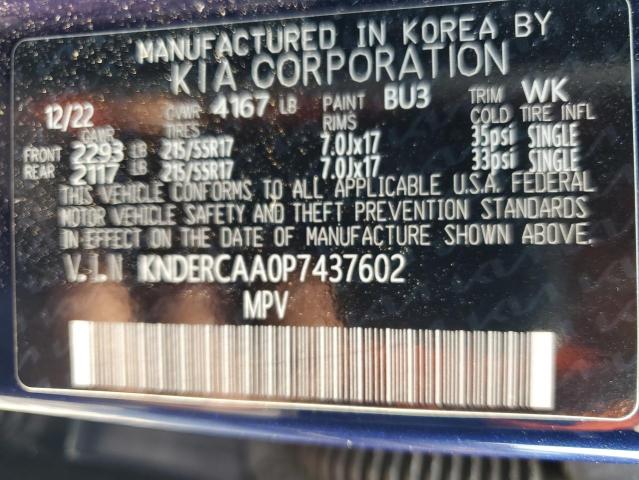 MANUFACTURED IN KOREA BY
KIA CORPORATION
12/22 GVWR 4167 LB PAINT BU3 TRIM WK
GAWR TIRES RIMS COLD TIRE INFL
FRONT 2293 LB 215/55R17 7.0Jx17 35psi SINGLE
REAR 2117 LB 215/55R17 7.0Jx17 33psi SINGLE
THIS VEHICLE CONFORMS TO ALL APPLICABLE U.S.A. FEDERAL
MOTOR VEHICLE SAFETY AND THEFT PREVENTION STANDARDS
IN EFFECT ON THE DATE OF MANUFACTURE SHOWN ABOVE.
V.I.N KNDERCAA0P7437602
MPV